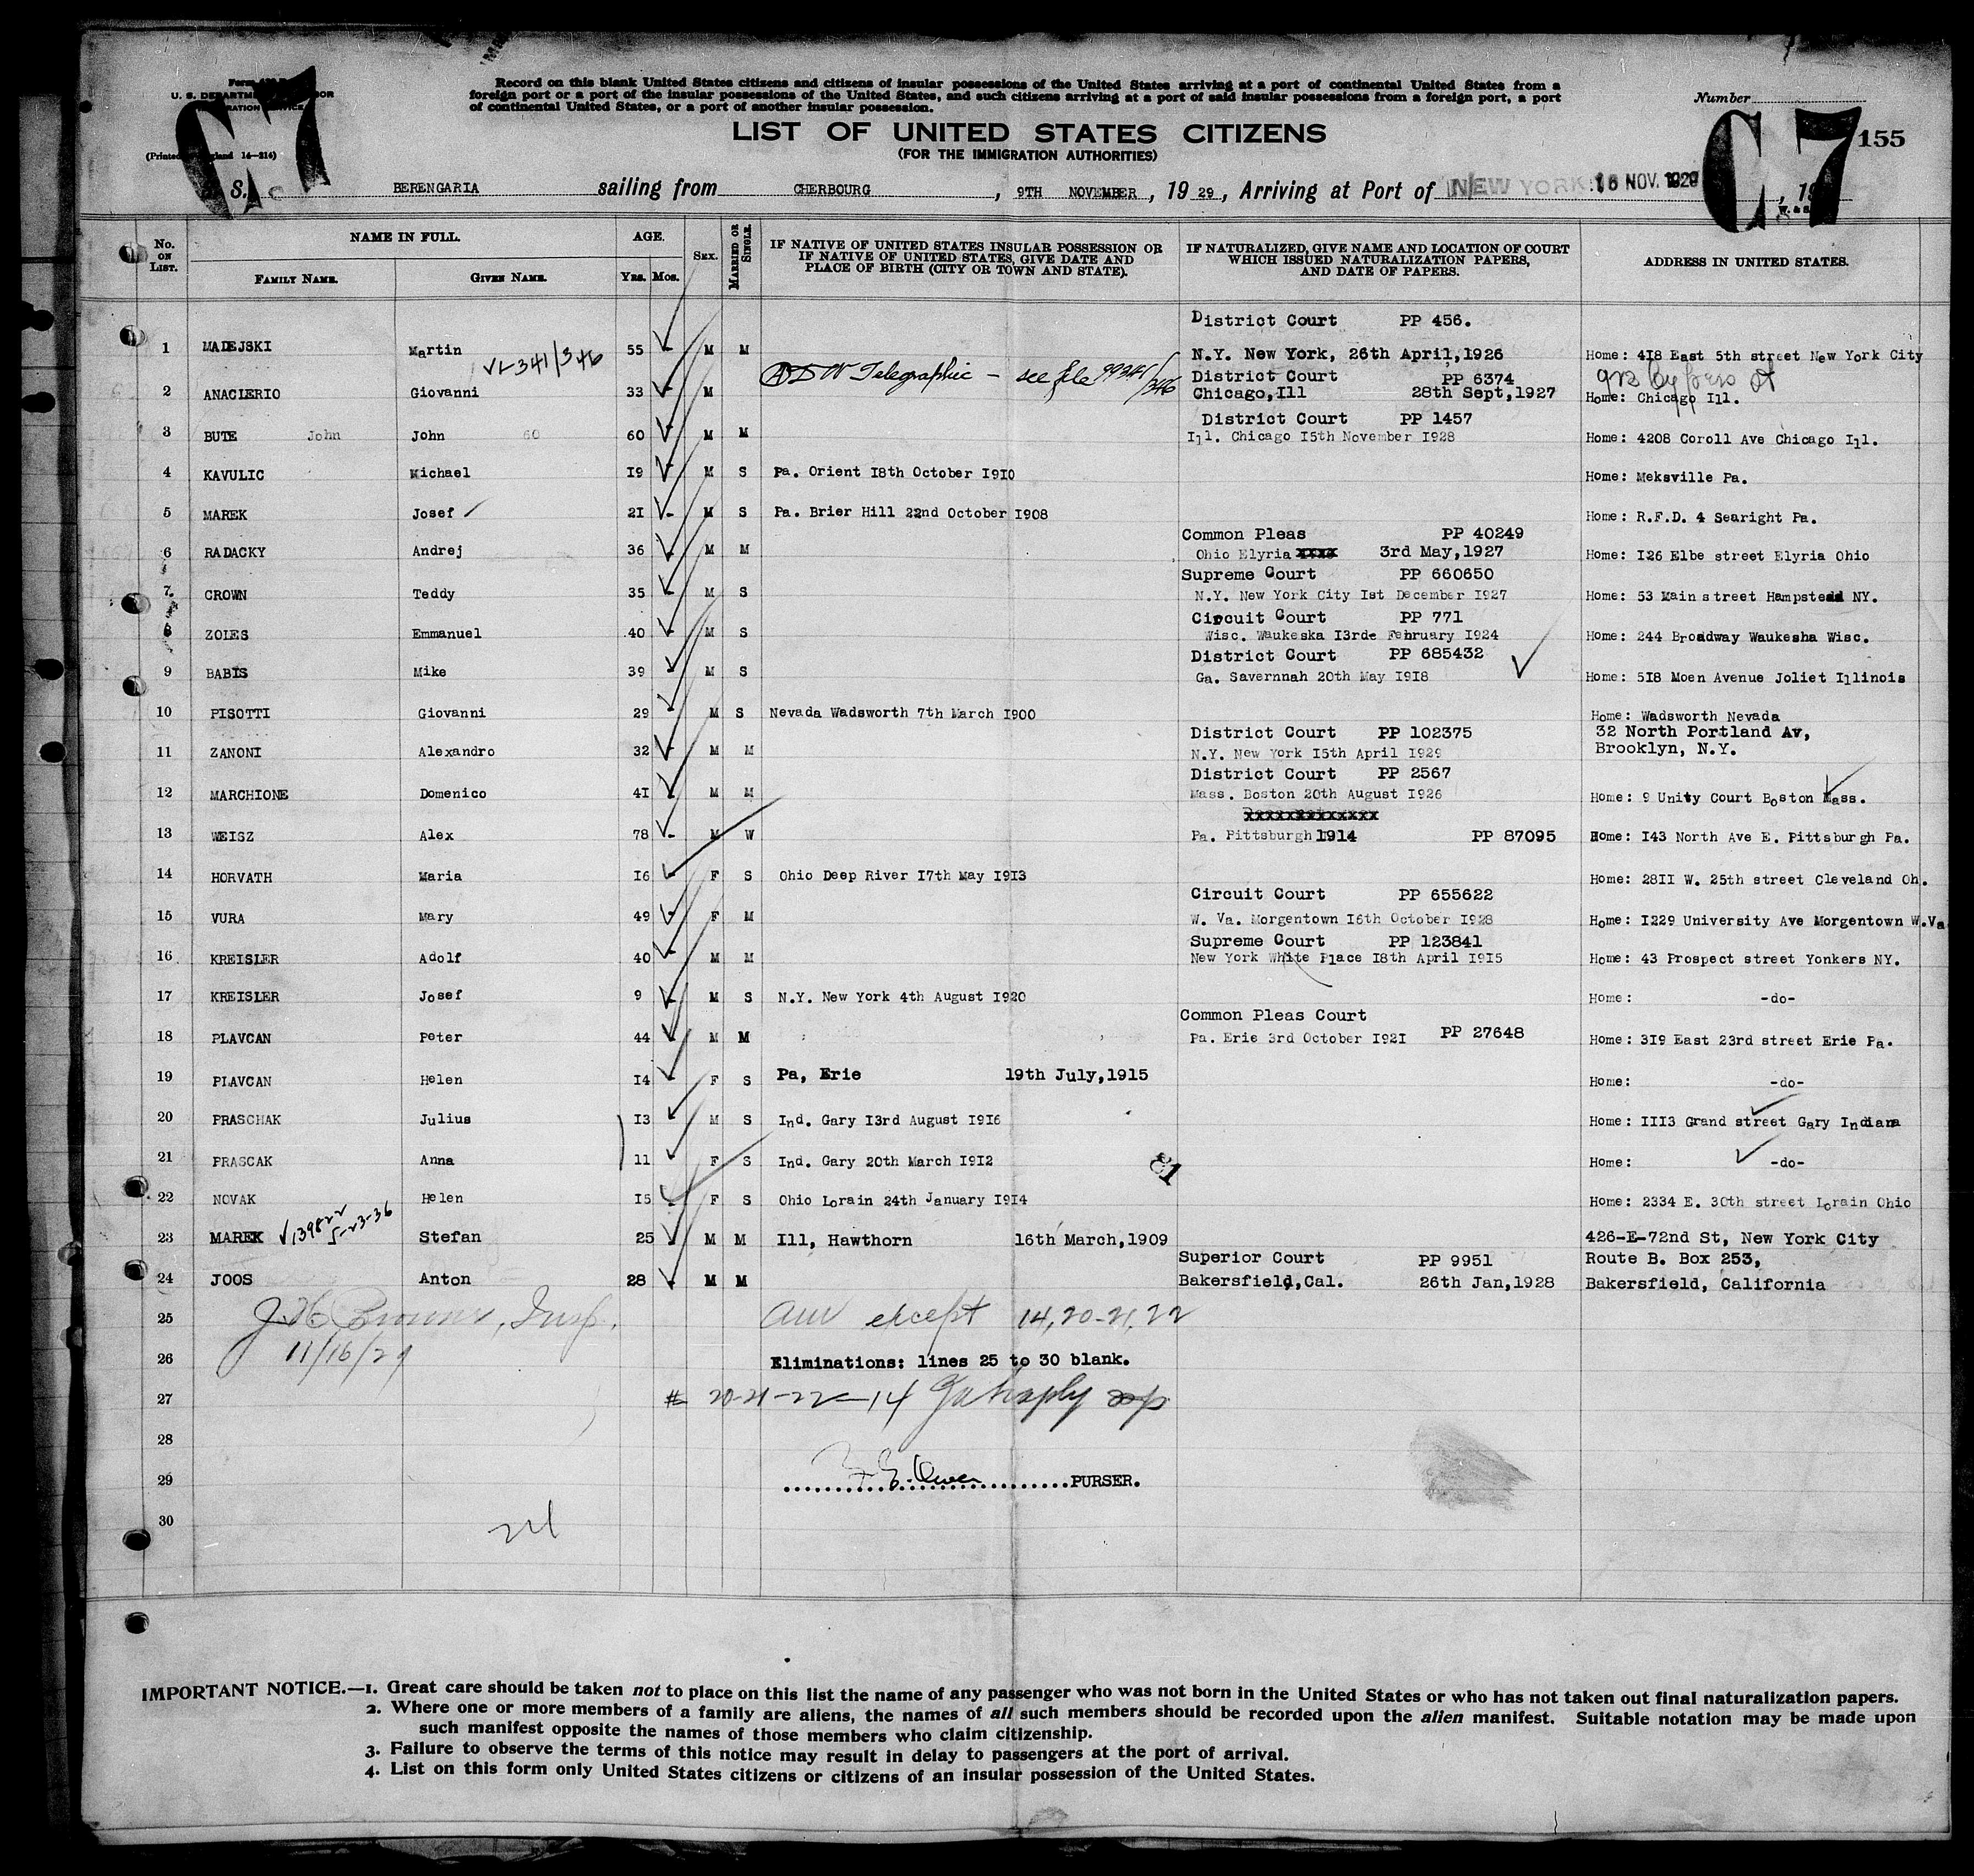 Record on this blank United States citizens and citizens of insular possessions of the United States arriving at a port of continental United States from a
foreign port or a port of the insular possessions of the United States, and such citizens arriving at a port of said insular possessions from a foreign port, a port
of continental United States, or a port of another insular possession.
Number
C7
C7
155
LIST OF UNITED STATES CITIZENS
(FOR THE IMMIGRATION AUTHORITIES)
S. BERENGARIA sailing from CHERBOURG, 9TH NOVEMBER, 19 29, Arriving at Port of NEW YORK 16 NOV. 1929
No. ON LIST. NAME IN FULL. FAMILY NAME. GIVEN NAME. AGE. YRS. MOS. SEX. MARRIED OR SINGLE.
IF NATIVE OF UNITED STATES INSULAR POSSESSION OR
IF NATIVE OF UNITED STATES, GIVE DATE AND
PLACE OF BIRTH (CITY OR TOWN AND STATE).
IF NATURALIZED, GIVE NAME AND LOCATION OF COURT
WHICH ISSUED NATURALIZATION PAPERS,
AND DATE OF PAPERS.
ADDRESS IN UNITED STATES.
District Court PP 456.
1 MADEJSKI Martin 55 M M N.Y. New York, 26th April,1926 Home: 418 East 5th street New York City
341/346
Telegraphic - see file 99341/346 District Court PP 6374
2 ANACLERIO Giovanni 33 M Chicago,Ill 28th Sept,1927 Home: Chicago Ill.
District Court PP 1457
3 BUTE John John 60 60 M M Ill. Chicago 15th November 1928 Home: 4208 Coroll Ave Chicago Ill.
4 KAVULIC Michael 19 M S Pa. Orient 18th October 1910 Home: Meksville Pa.
5 MAREK Josef 21 M S Pa. Brier Hill 22nd October 1908 Home: R.F.D. 4 Searight Pa.
Common Pleas PP 40249
6 RADACKY Andrej 36 M M Ohio Elyria xxxx 3rd May,1927 Home: 126 Elbe street Elyria Ohio
Supreme Court PP 660650
7 CROWN Teddy 35 M S N.Y. New York City 1st December 1927 Home: 53 Main street Hampstead NY.
Circuit Court PP 771
8 ZOLES Emmanuel 40 M S Wisc. Waukeska 13rde February 1924 Home: 244 Broadway Waukesha Wisc.
District Court PP 685432
9 BABIS Mike 39 M S Ga. Savernnah 20th May 1918 Home: 518 Moen Avenue Joliet Illinois
10 PISOTTI Giovanni 29 M S Nevada Wadsworth 7th March 1900 Home: Wadsworth Nevada
District Court PP 102375 32 North Portland Av,
11 ZANONI Alexandro 32 M M N.Y. New York 15th April 1929 Brooklyn, N.Y.
District Court PP 2567
12 MARCHIONE Domenico 41 M M Mass. Boston 20th August 1926 Home: 9 Unity Court Boston Mass.
13 WEISZ Alex 78 M W Pa. Pittsburgh 1914 PP 87095 Home: 143 North Ave E. Pittsburgh Pa.
14 HORVATH Maria 16 F S Ohio Deep River 17th May 1913 Home: 2811 W. 25th street Cleveland Oh.
Circuit Court PP 655622
15 VURA Mary 49 F M W. Va. Morgentown 16th October 1928 Home: 1229 University Ave Morgentown W.Va
Supreme Court PP 123841
16 KREISLER Adolf 40 M M New York White Place 18th April 1915 Home: 43 Prospect street Yonkers NY.
17 KREISLER Josef 9 M S N.Y. New York 4th August 1920 Home: -do-
Common Pleas Court
18 PLAVCAN Peter 44 M M Pa. Erie 3rd October 1921 PP 27648 Home: 319 East 23rd street Erie Pa.
19 PLAVCAN Helen 14 F S Pa, Erie 19th July,1915 Home: -do-
20 PRASCHAK Julius 13 M S Ind. Gary 13rd August 1916 Home: 1113 Grand street Gary Indiana
21 PRASCAK Anna 11 F S Ind. Gary 20th March 1912 Home: -do-
81
22 NOVAK Helen 15 F S Ohio Lorain 24th January 1914 Home: 2334 E. 30th street Lorain Ohio
23 MAREK 139822 5-23-36 Stefan 25 M M Ill, Hawthorn 16th March,1909 426-E-72nd St, New York City
Superior Court PP 9951 Route B. Box 253,
24 JOOS Anton 28 M M Bakersfield,Cal. 26th Jan,1928 Bakersfield, California
25 except 14,20-21,22
26 11/16/29 Eliminations: lines 25 to 30 blank.
27 # 20-21-22-14
28
29 PURSER.
30
24
IMPORTANT NOTICE.—1. Great care should be taken not to place on this list the name of any passenger who was not born in the United States or who has not taken out final naturalization papers.
2. Where one or more members of a family are aliens, the names of all such members should be recorded upon the alien manifest. Suitable notation may be made upon
such manifest opposite the names of those members who claim citizenship.
3. Failure to observe the terms of this notice may result in delay to passengers at the port of arrival.
4. List on this form only United States citizens or citizens of an insular possession of the United States.